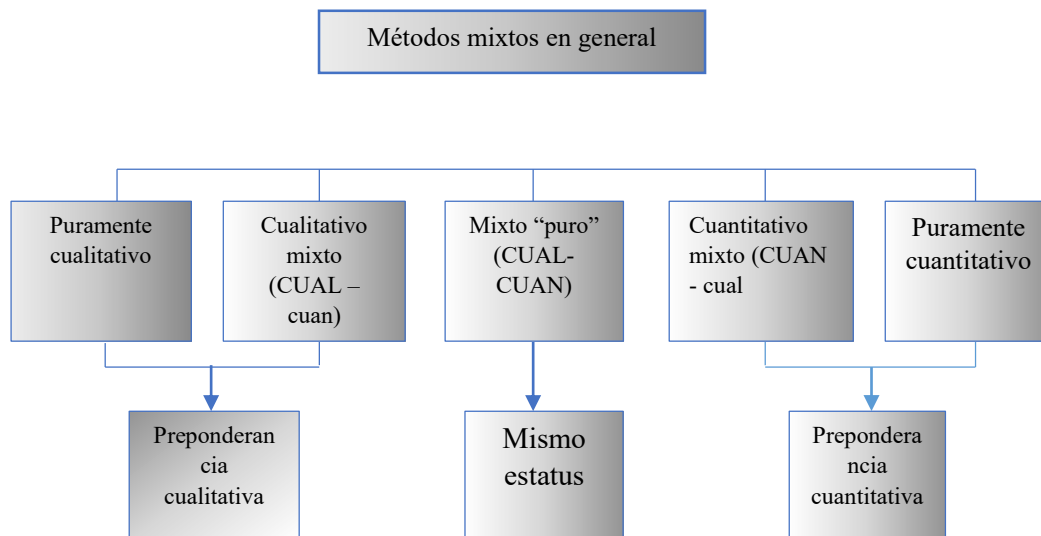 Métodos mixtos en general
Puramente
cualitativo
Cualitativo
mixto
(CUAL –
cuan)
Mixto “puro”
(CUAL-
CUAN)
Cuantitativo
mixto (CUAN
- cual
Puramente
cuantitativo
Preponderan
cia
cualitativa
Mismo
estatus
Prepondera
ncia
cuantitativa